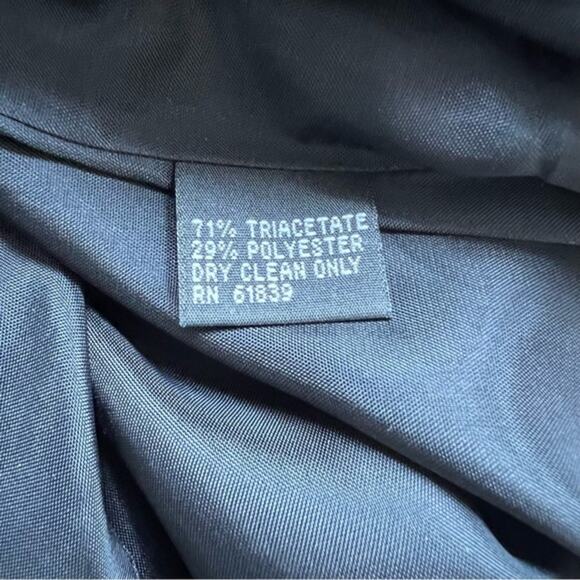 71% TRIACETATE
29% POLYESTER
DRY CLEAN ONLY
RN 61839